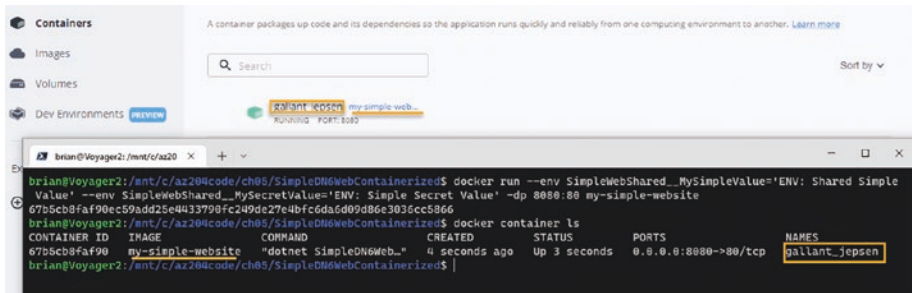 Containers
A container packages up code and its dependencies so the application runs quickly and reliably from one computing environment to another. Learn more
Images
Search
Sort by
Volumes
Dev Environments PREVIEW
gallant_jepsen my-simple-web...
RUNNING PORT: 8080
brian@Voyager2: /mnt/c/az20 × + - □ ×
Ex
brian@Voyager2:/mnt/c/az204code/ch05/SimpleDN6WebContainerized$ docker run --env SimpleWebShared__MySimpleValue='ENV: Shared Simple
Value' --env SimpleWebShared__MySecretValue='ENV: Simple Secret Value' -dp 8080:80 my-simple-website
brian@Voyager2:/mnt/c/az204code/ch05/SimpleDN6WebContainerized$ docker container ls
CONTAINER ID IMAGE COMMAND CREATED STATUS PORTS NAMES
67b5cb8faf90 my-simple-website "dotnet SimpleDN6Web…" 4 seconds ago Up 3 seconds 0.0.0.0:8080->80/tcp gallant_jepsen
brian@Voyager2:/mnt/c/az204code/ch05/SimpleDN6WebContainerized$